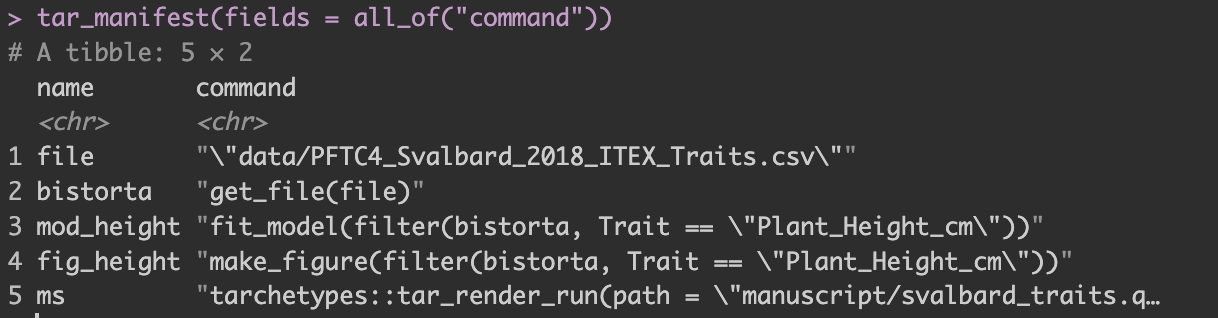 > tar_manifest(fields = all_of("command"))
# A tibble: 5 × 2
  name       command
  <chr>      <chr>
1 file       "\"data/PFTC4_Svalbard_2018_ITEX_Traits.csv\""
2 bistorta   "get_file(file)"
3 mod_height "fit_model(filter(bistorta, Trait == \"Plant_Height_cm\"))"
4 fig_height "make_figure(filter(bistorta, Trait == \"Plant_Height_cm\"))"
5 ms         "tarchetypes::tar_render_run(path = \"manuscript/svalbard_traits.q…